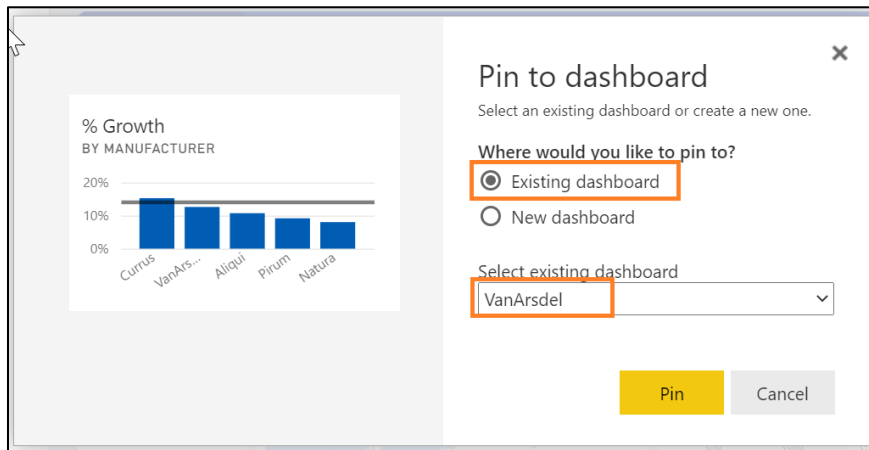 % Growth
BY MANUFACTURER
20%
10%
0%
Currus
VanArs...
Aliqui
Pirum
Natura
Pin to dashboard
Select an existing dashboard or create a new one.
Where would you like to pin to?
Existing dashboard
New dashboard
Select existing dashboard
VanArsdel
Pin
Cancel